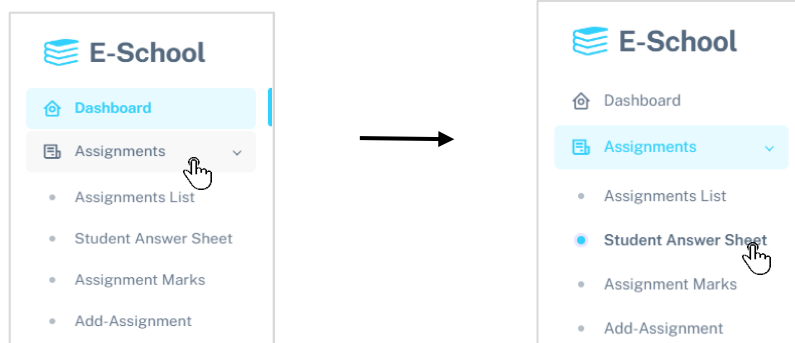 E-School
Dashboard
Assignments
Assignments List
Student Answer Sheet
Assignment Marks
Add-Assignment
E-School
Dashboard
Assignments
Assignments List
Student Answer Sheet
Assignment Marks
Add-Assignment